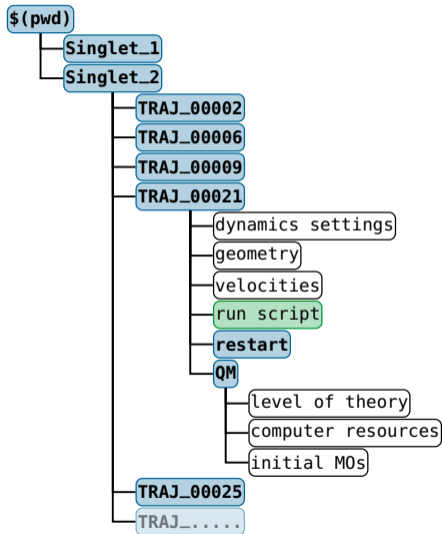 $(pwd)
Singlet_1
Singlet_2
TRAJ_00002
TRAJ_00006
TRAJ_00009
TRAJ_00021
dynamics settings
geometry
velocities
run script
restart
QM
level of theory
computer resources
initial MOs
TRAJ_00025
TRAJ_.....